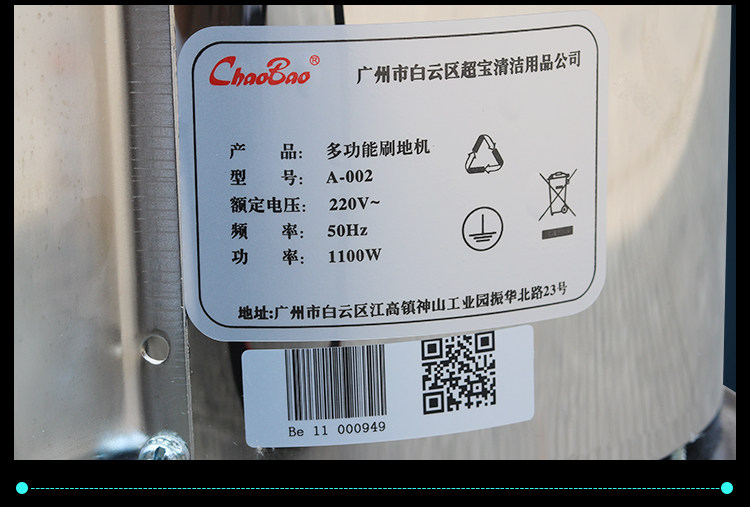 ChaoBao® 广州市白云区超宝清洁用品公司
产 品: 多功能刷地机
型 号: A-002
额定电压: 220V~
频 率: 50Hz
功 率: 1100W
地址:广州市白云区江高镇神山工业园振华北路23号
Be 11 000949